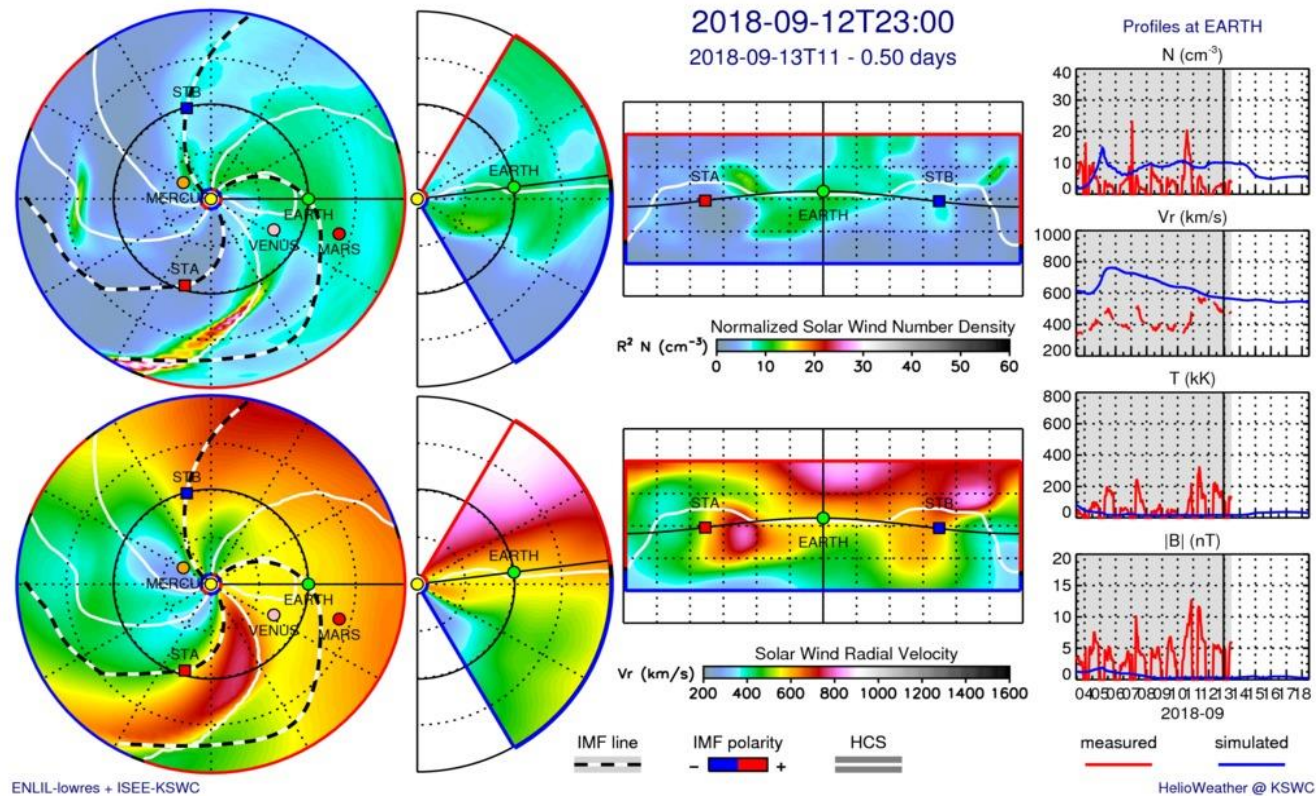 2018-09-12T23:00
2018-09-13T11 - 0.50 days
STB
MERCU
EARTH
VENUS
MARS
STA
EARTH
STA
STB
EARTH
Normalized Solar Wind Number Density
R² N (cm⁻³)
0 10 20 30 40 50 60
STB
MERCU
EARTH
VENUS
MARS
STA
EARTH
STA
STB
EARTH
Solar Wind Radial Velocity
Vr (km/s)
200 400 600 800 1000 1200 1400 1600
IMF line
IMF polarity
- +
HCS
Profiles at EARTH
N (cm⁻³)
40
30
20
10
0
Vr (km/s)
1000
800
600
400
200
T (kK)
800
600
400
200
0
|B| (nT)
20
15
10
5
0
04 05 06 07 08 09 10 11 12 13 14 15 16 17 18
2018-09
measured simulated
ENLIL-lowres + ISEE-KSWC
HelioWeather @ KSWC